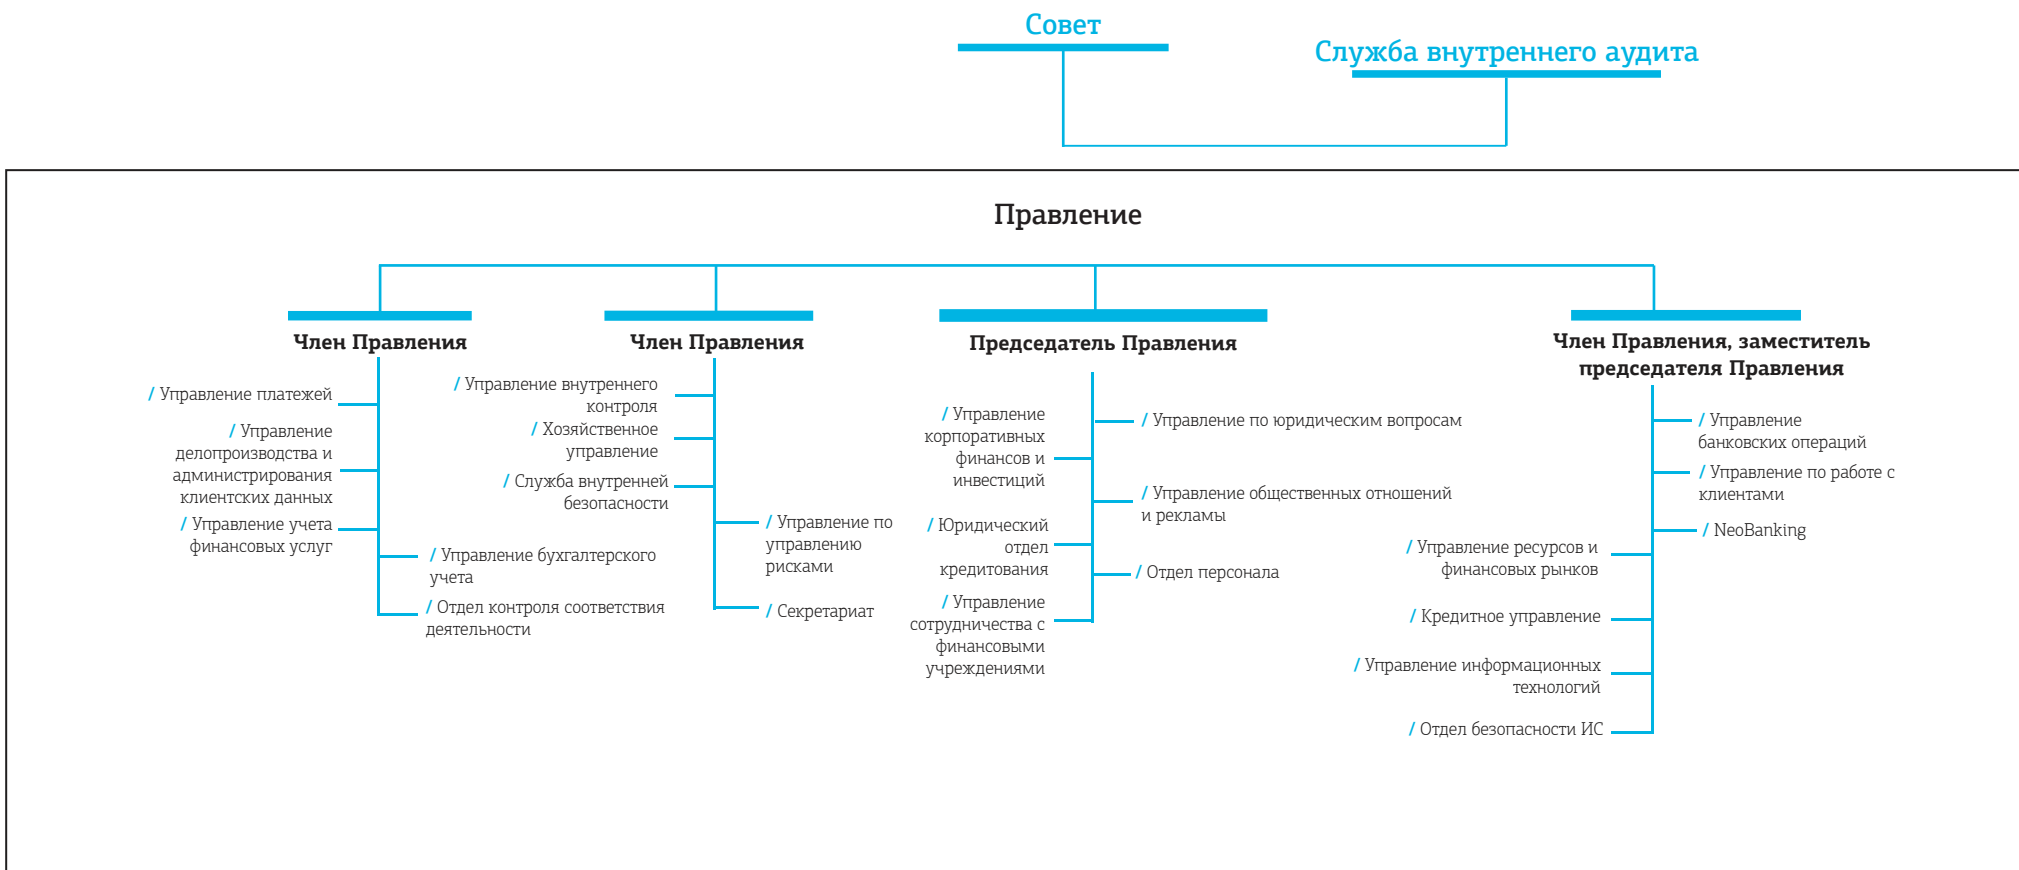 Совет
Служба внутреннего аудита
Правление
Член Правления
/ Управление платежей
/ Управление
делопроизводства и
администрирования
клиентских данных
/ Управление учета
финансовых услуг
/ Управление бухгалтерского
учета
/ Отдел контроля соответствия
деятельности
Член Правления
/ Управление внутреннего
контроля
/ Хозяйственное
управление
/ Служба внутренней
безопасности
/ Управление по
управлению
рисками
/ Секретариат
Председатель Правления
/ Управление
корпоративных
финансов и
инвестиций
/ Юридический
отдел
кредитования
/ Управление
сотрудничества с
финансовыми
учреждениями
/ Управление по юридическим вопросам
/ Управление общественных отношений
и рекламы
/ Отдел персонала
Член Правления, заместитель
председателя Правления
/ Управление
банковских операций
/ Управление по работе с
клиентами
/ NeoBanking
/ Управление ресурсов и
финансовых рынков
/ Кредитное управление
/ Управление информационных
технологий
/ Отдел безопасности ИС